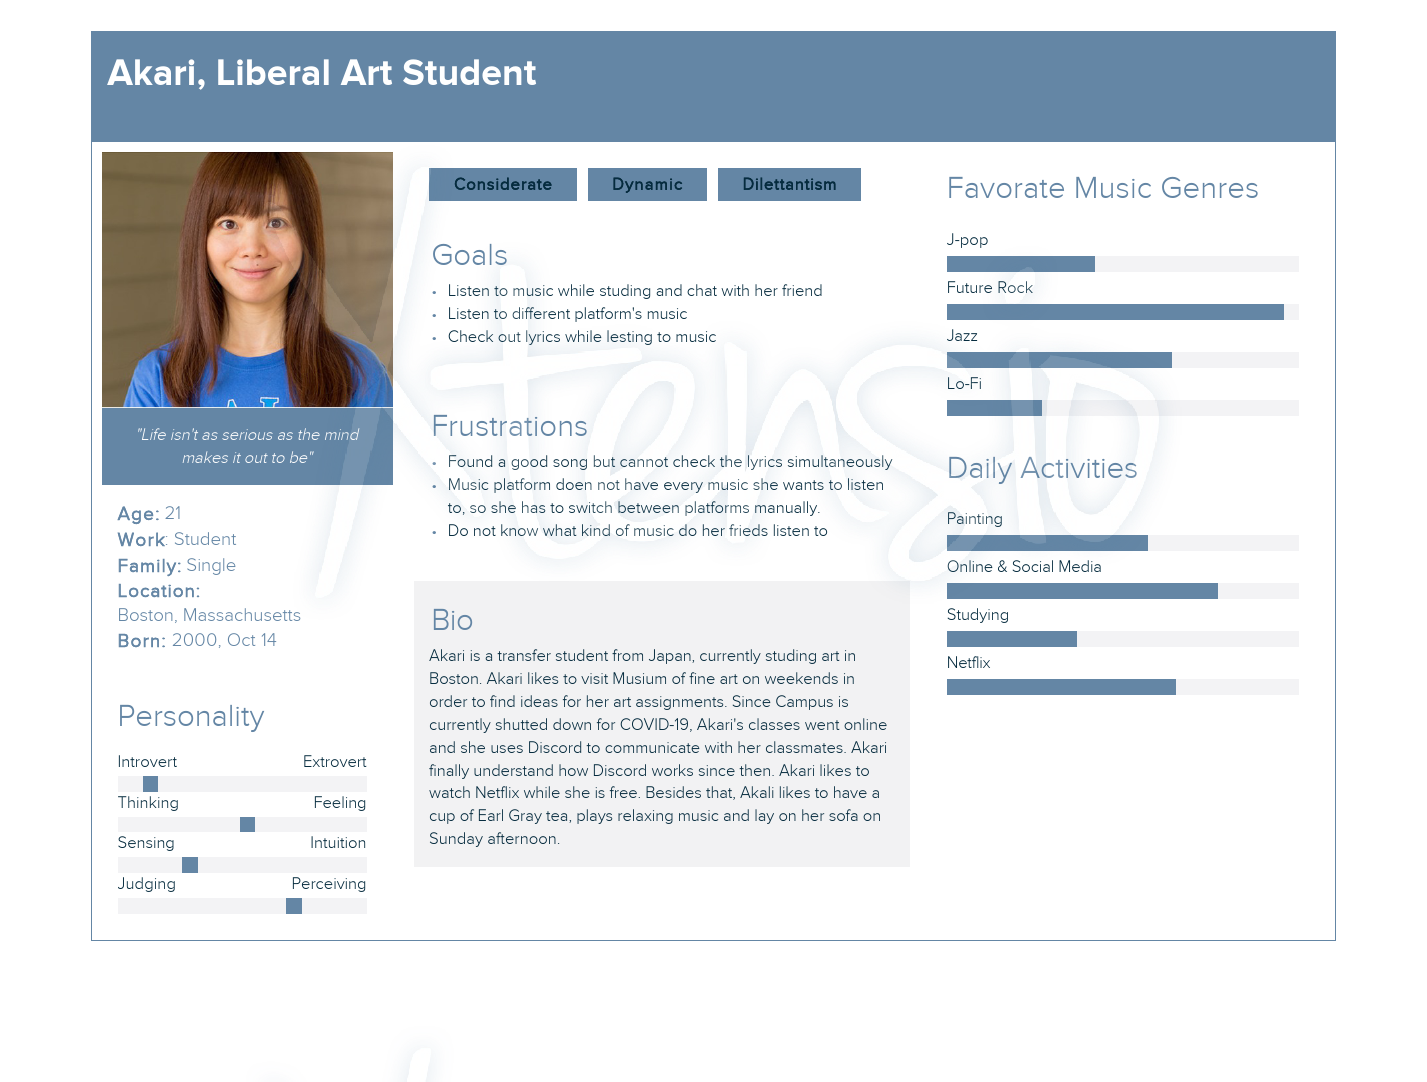 Akari, Liberal Art Student
"Life isn't as serious as the mind
makes it out to be"
Age: 21
Work: Student
Family: Single
Location:
Boston, Massachusetts
Born: 2000, Oct 14
Personality
Introvert Extrovert
Thinking Feeling
Sensing Intuition
Judging Perceiving
Considerate Dynamic Dilettantism
Goals
Listen to music while studing and chat with her friend
Listen to different platform's music
Check out lyrics while lesting to music
Frustrations
Found a good song but cannot check the lyrics simultaneously
Music platform doen not have every music she wants to listen
to, so she has to switch between platforms manually.
Do not know what kind of music do her frieds listen to
Bio
Akari is a transfer student from Japan, currently studing art in
Boston. Akari likes to visit Musium of fine art on weekends in
order to find ideas for her art assignments. Since Campus is
currently shutted down for COVID-19, Akari's classes went online
and she uses Discord to communicate with her classmates. Akari
finally understand how Discord works since then. Akari likes to
watch Netflix while she is free. Besides that, Akali likes to have a
cup of Earl Gray tea, plays relaxing music and lay on her sofa on
Sunday afternoon.
Favorate Music Genres
J-pop
Future Rock
Jazz
Lo-Fi
Daily Activities
Painting
Online & Social Media
Studying
Netflix
Xtensio